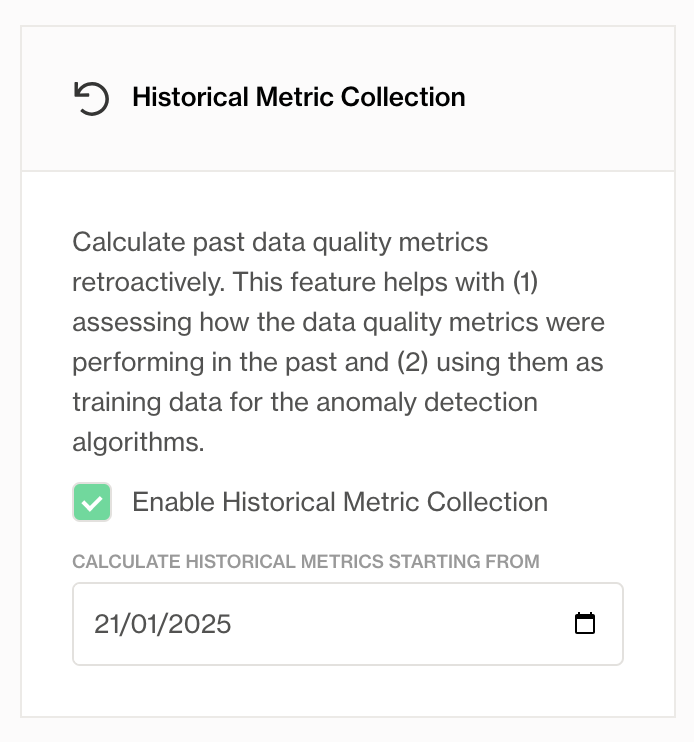 Historical Metric Collection
Calculate past data quality metrics
retroactively. This feature helps with (1)
assessing how the data quality metrics were
performing in the past and (2) using them as
training data for the anomaly detection
algorithms.
Enable Historical Metric Collection
CALCULATE HISTORICAL METRICS STARTING FROM
21/01/2025